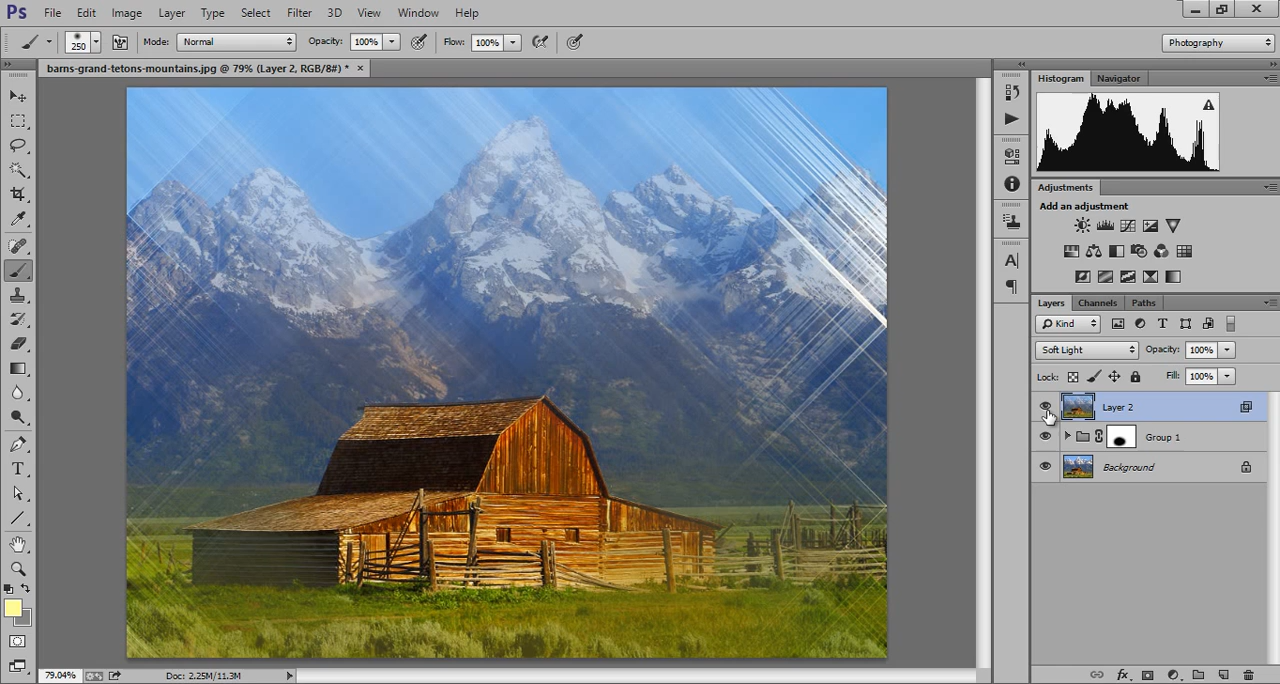 Ps File Edit Image Layer Type Select Filter 3D View Window Help
250 Mode: Normal Opacity: 100% Flow: 100% Photography
barns-grand-tetons-mountains.jpg @ 79% (Layer 2, RGB/8#) * ×
Histogram Navigator
Adjustments
Add an adjustment
Layers Channels Paths
Kind
Soft Light Opacity: 100%
Lock: Fill: 100%
Layer 2
Group 1
Background
79.04% Doc: 2.25M/11.3M